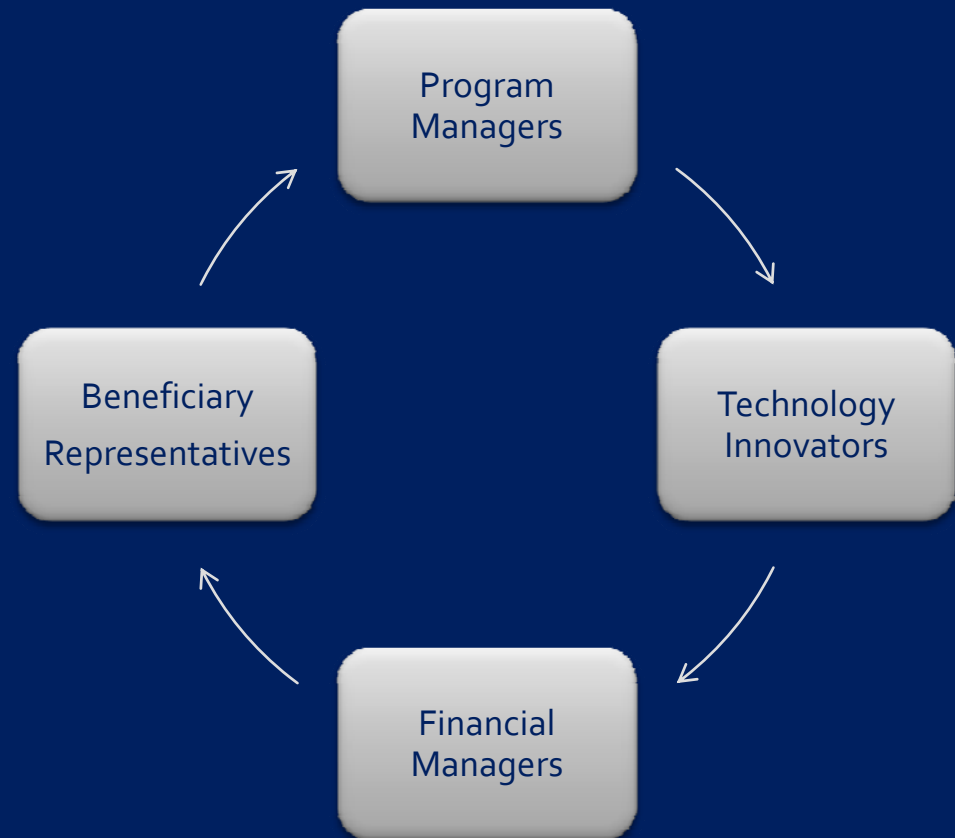 Program
Managers
Technology
Innovators
Financial
Managers
Beneficiary
Representatives